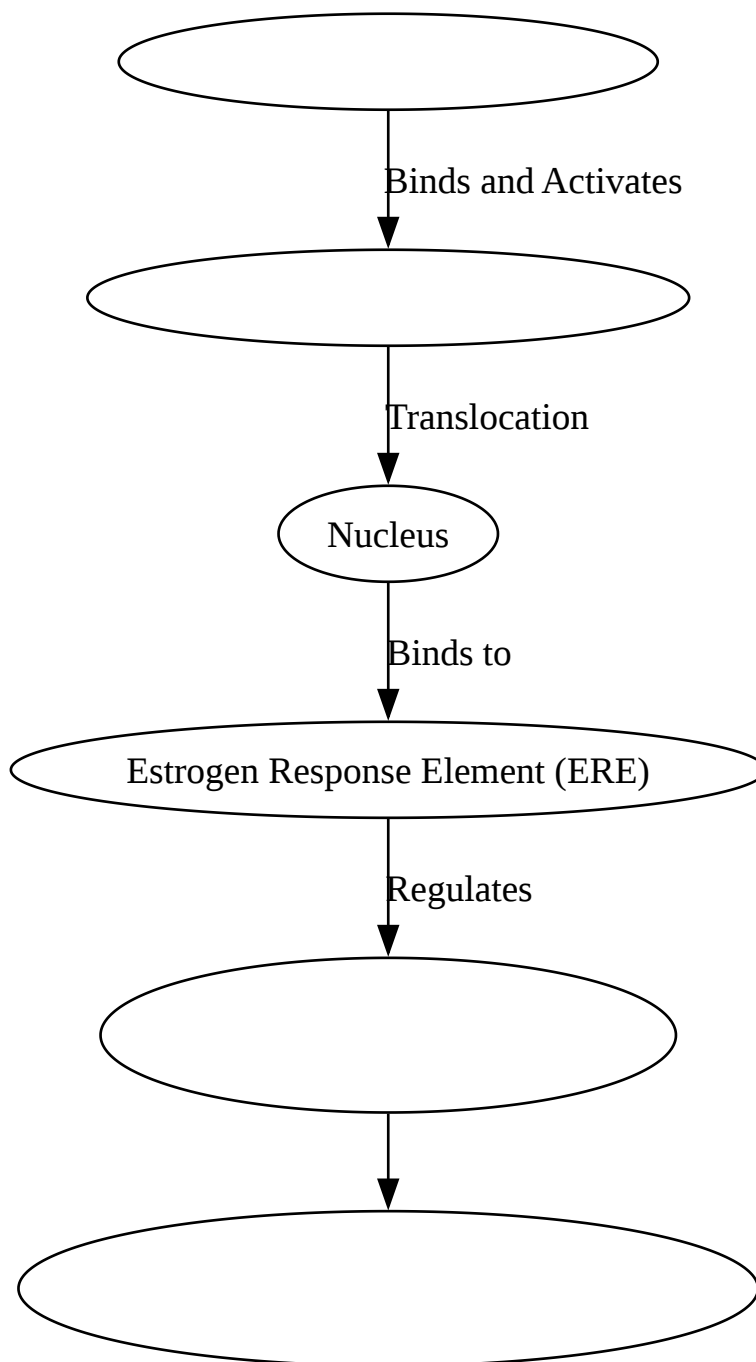 Binds and Activates
Translocation
Nucleus
Binds to
Estrogen Response Element (ERE)
Regulates